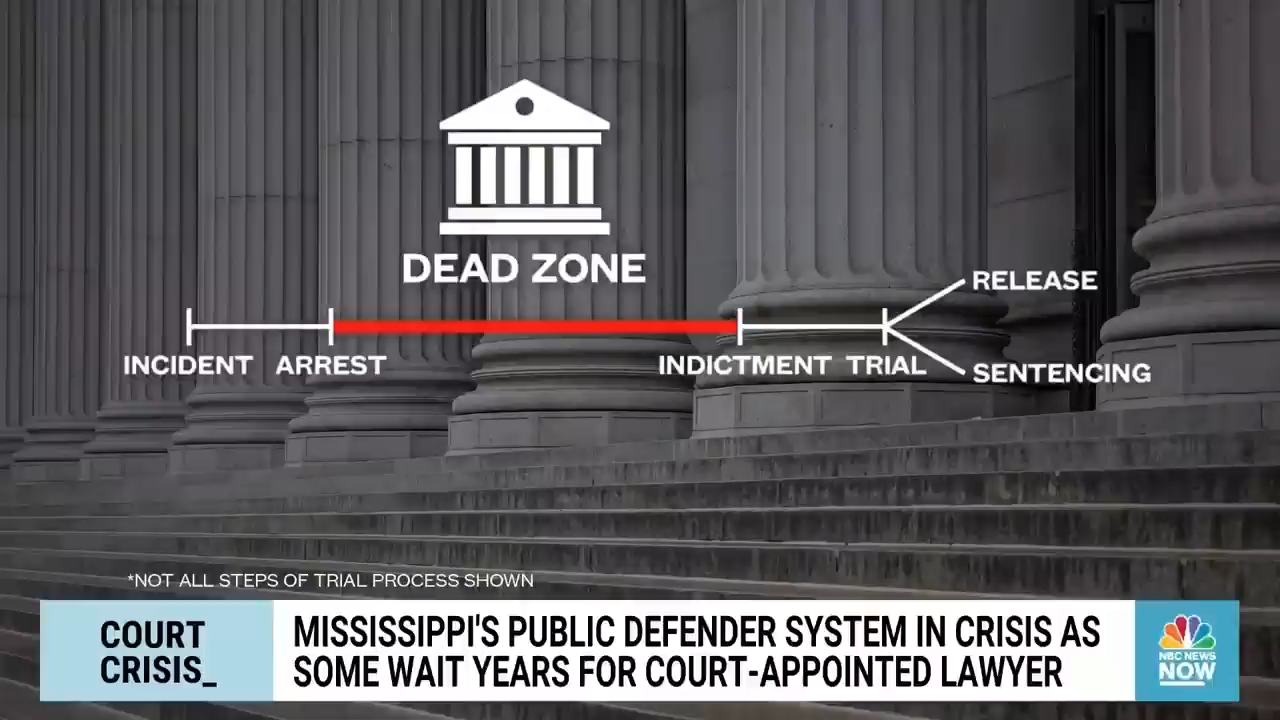 DEAD ZONE
RELEASE
INCIDENT ARREST INDICTMENT TRIAL
SENTENCING
*NOT ALL STEPS OF TRIAL PROCESS SHOWN
COURT
CRISIS_
MISSISSIPPI'S PUBLIC DEFENDER SYSTEM IN CRISIS AS
SOME WAIT YEARS FOR COURT-APPOINTED LAWYER
NBC NEWS
NOW